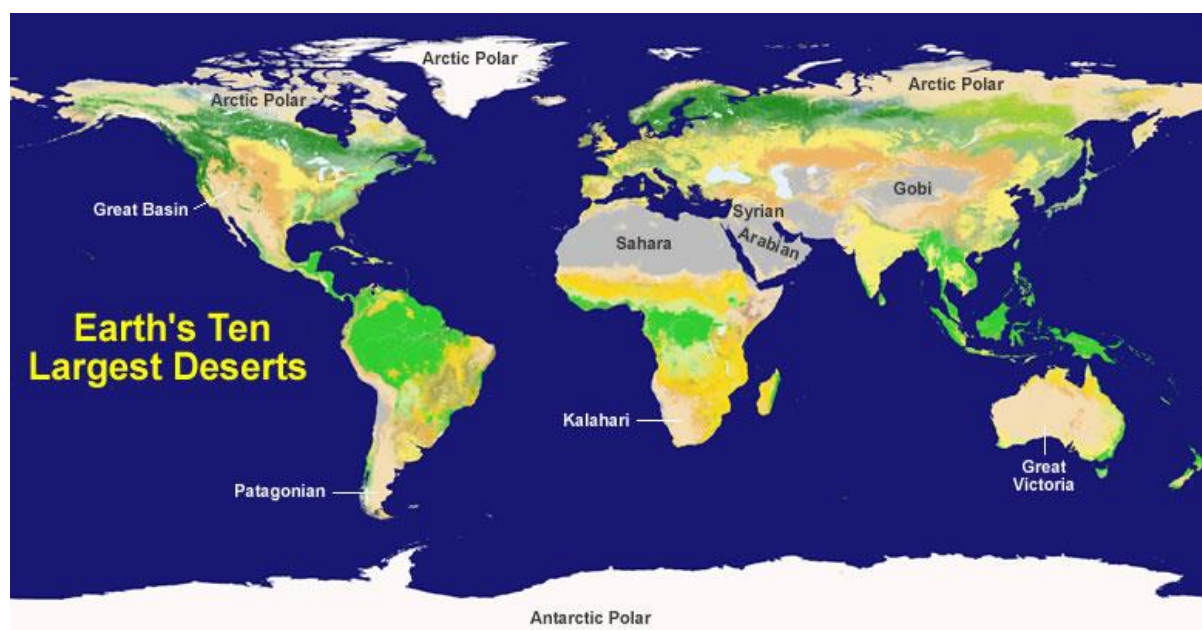 Arctic Polar
Arctic Polar
Arctic Polar
Great Basin
Gobi
Syrian
Arabian
Sahara
Earth's Ten
Largest Deserts
Kalahari
Great
Victoria
Patagonian
Antarctic Polar